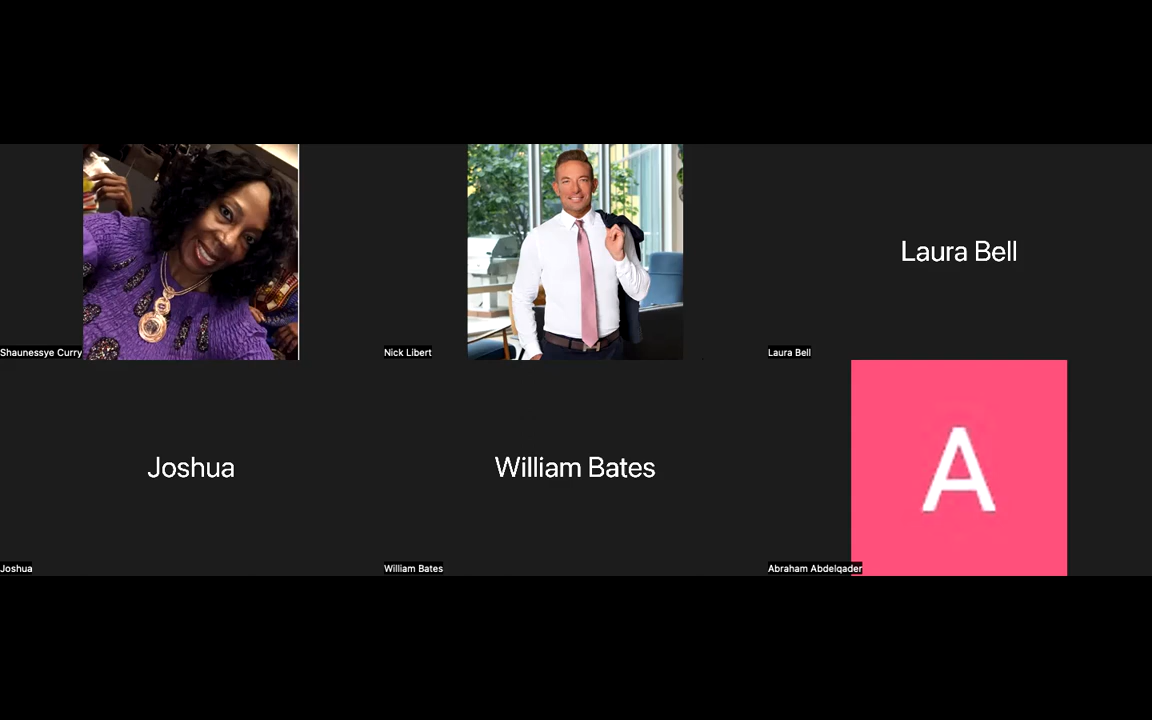 Laura Bell
Shaunessye Curry
Nick Libert
Laura Bell
Joshua
William Bates
A
Joshua
William Bates
Abraham Abdelqader